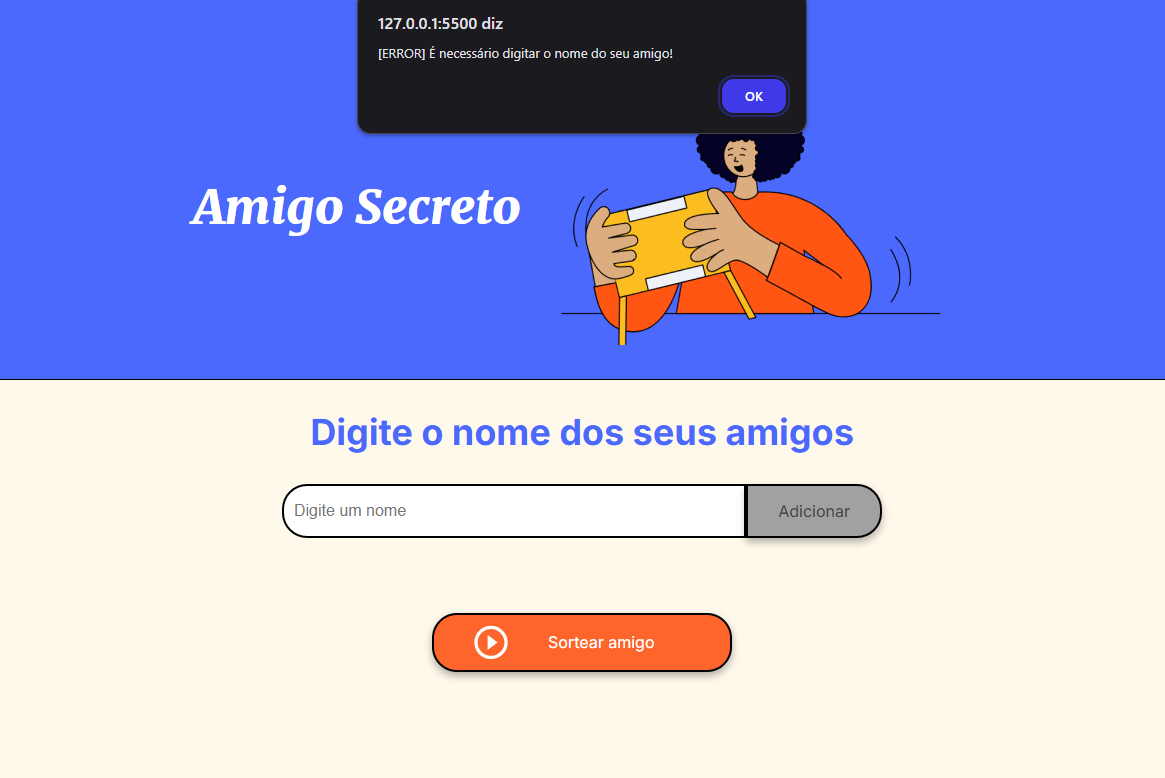 127.0.0.1:5500 diz
[ERROR] É necessário digitar o nome do seu amigo!
OK
Amigo Secreto
Digite o nome dos seus amigos
Digite um nome
Adicionar
Sortear amigo